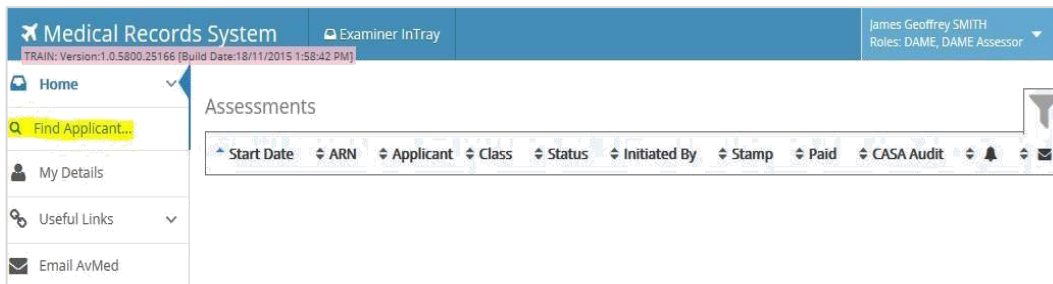 Medical Records System
Examiner InTray
James Geoffrey SMITH
Roles: DAME, DAME Assessor
TRAIN: Version:1.0.5800.25166 [Build Date:18/11/2015 1:58:42 PM]
Home
Find Applicant...
My Details
Useful Links
Email AvMed
Assessments
Start Date ARN Applicant Class Status Initiated By Stamp Paid CASA Audit